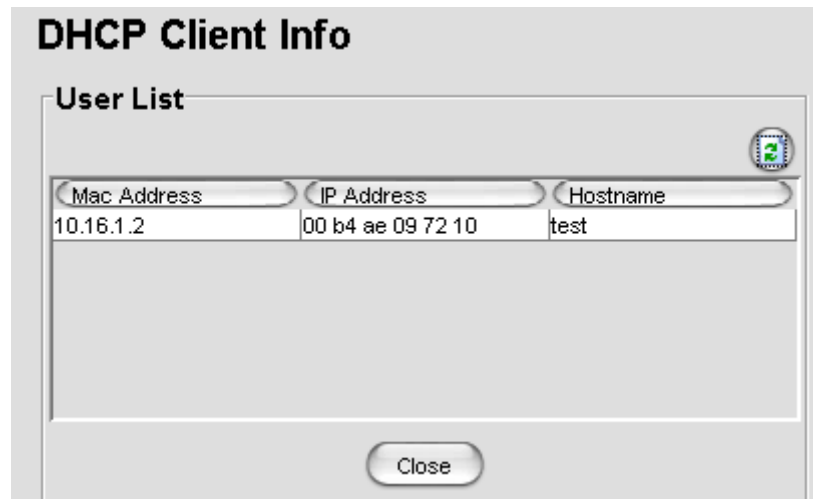 DHCP Client Info
User List
Mac Address IP Address Hostname
10.16.1.2 00 b4 ae 09 72 10 test
Close